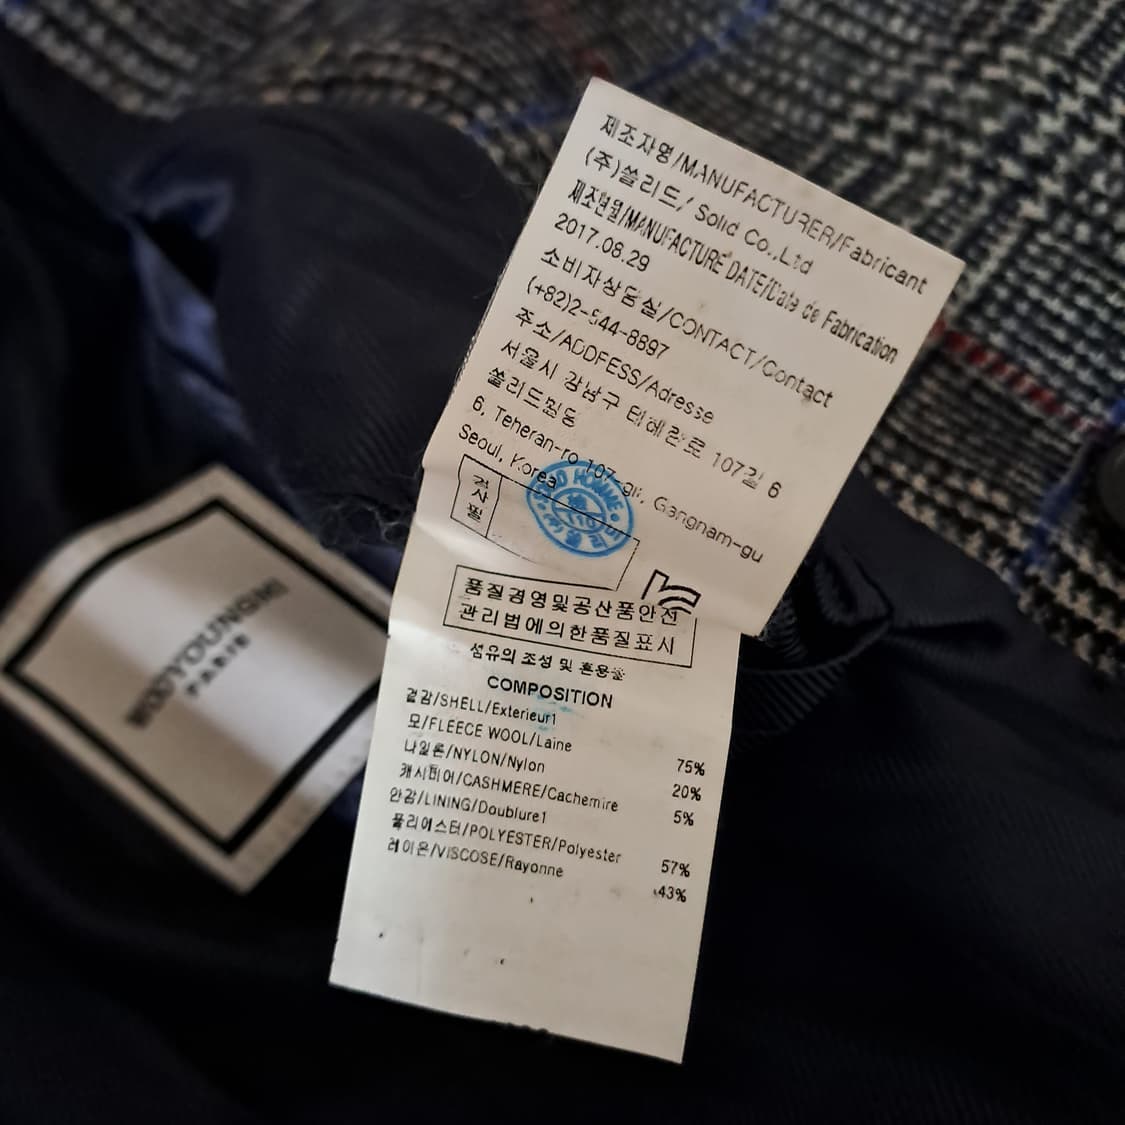 제조자명/MANUFACTURER/Fabricant
(주)쏠리드/ Solid Co.,Ltd
제조연월/MANUFACTURE DATE/Date de Fabrication
2017.08.29
소비자상담실/CONTACT/Contact
(+82)2-544-8897
주소/ADDRESS/Adresse
서울시 강남구 테헤란로 107길 6
쏠리드빌딩
6, Teheran-ro 107-gil, Gangnam-gu
Seoul, Korea
검사필
HOMME
품질경영및공산품안전
관리법에의한품질표시
섬유의 조성 및 혼용율
COMPOSITION
겉감/SHELL/Exterieur1
모/FLEECE WOOL/Laine 75%
나일론/NYLON/Nylon 20%
캐시미어/CASHMERE/Cachemire 5%
안감/LINING/Doublure1
폴리에스터/POLYESTER/Polyester 57%
레이온/VISCOSE/Rayonne 43%
WOOYOUNGMI
PARIS